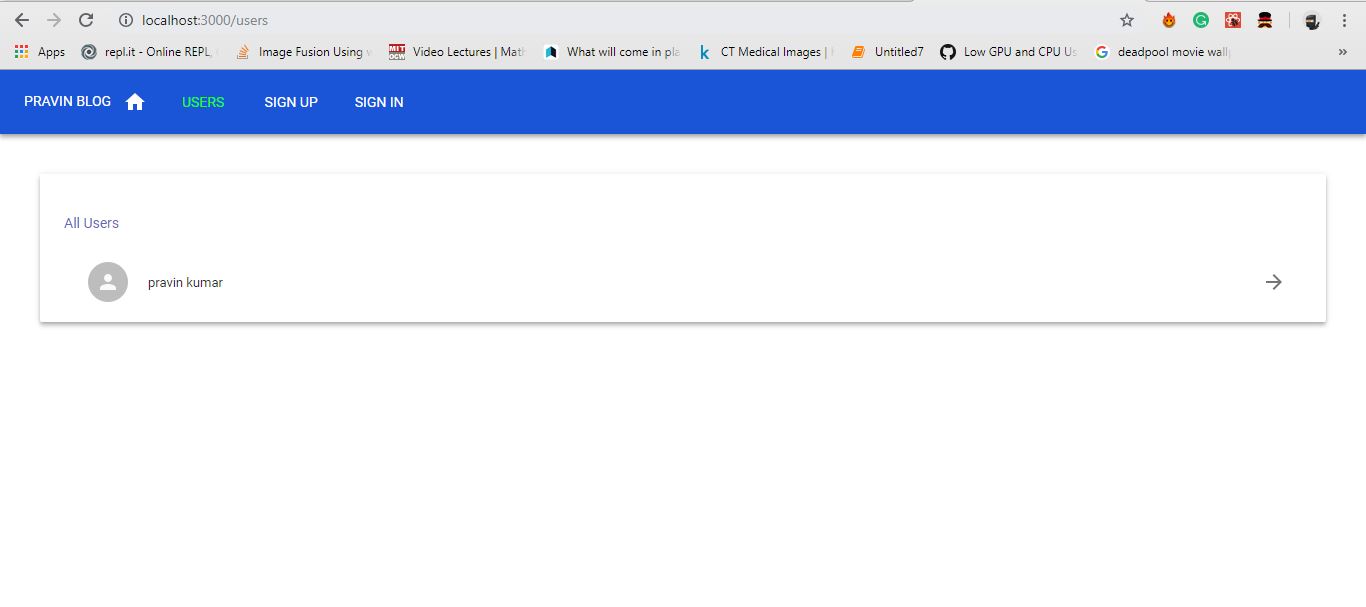 localhost:3000/users
Apps repl.it - Online REPL, Image Fusion Using Video Lectures | Mat What will come in pla CT Medical Images | Untitled7 Low GPU and CPU Us deadpool movie wall »
PRAVIN BLOG USERS SIGN UP SIGN IN
All Users
pravin kumar